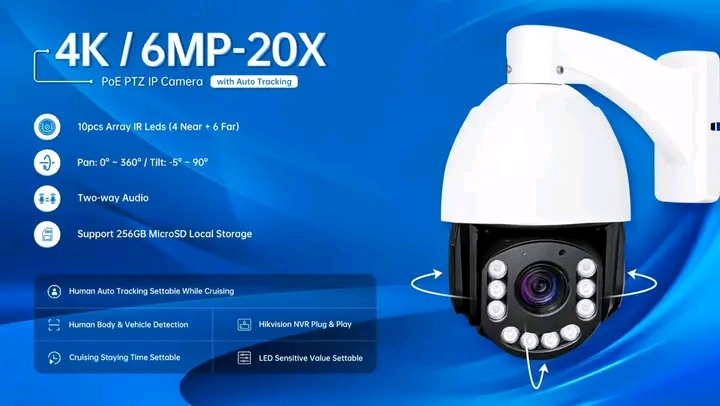 4K / 6MP-20X
PoE PTZ IP Camera with Auto Tracking
10pcs Array IR Leds (4 Near + 6 Far)
Pan: 0° ~ 360° / Tilt: -5° ~ 90°
Two-way Audio
Support 256GB MicroSD Local Storage
Human Auto Tracking Settable While Cruising
Human Body & Vehicle Detection
Hikvision NVR Plug & Play
Cruising Staying Time Settable
LED Sensitive Value Settable